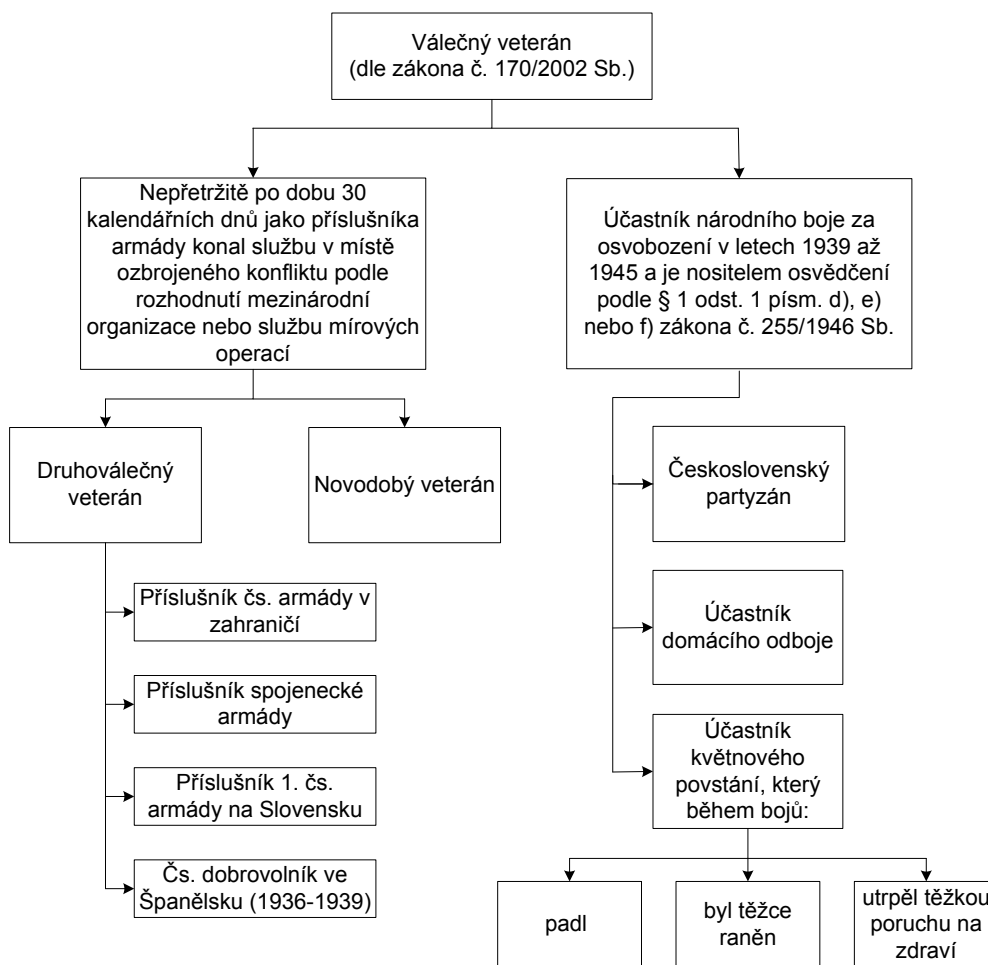 Válečný veterán
(dle zákona č. 170/2002 Sb.)
Nepřetržitě po dobu 30
kalendářních dnů jako příslušníka
armády konal službu v místě
ozbrojeného konfliktu podle
rozhodnutí mezinárodní
organizace nebo službu mírových
operací
Účastník národního boje za
osvobození v letech 1939 až
1945 a je nositelem osvědčení
podle § 1 odst. 1 písm. d), e)
nebo f) zákona č. 255/1946 Sb.
Druhoválečný
veterán
Novodobý veterán
Příslušník čs. armády v
zahraničí
Příslušník spojenecké
armády
Příslušník 1. čs.
armády na Slovensku
Čs. dobrovolník ve
Španělsku (1936-1939)
Československý
partyzán
Účastník
domácího odboje
Účastník
květnového
povstání, který
během bojů:
padl
byl těžce
raněn
utrpěl těžkou
poruchu na
zdraví